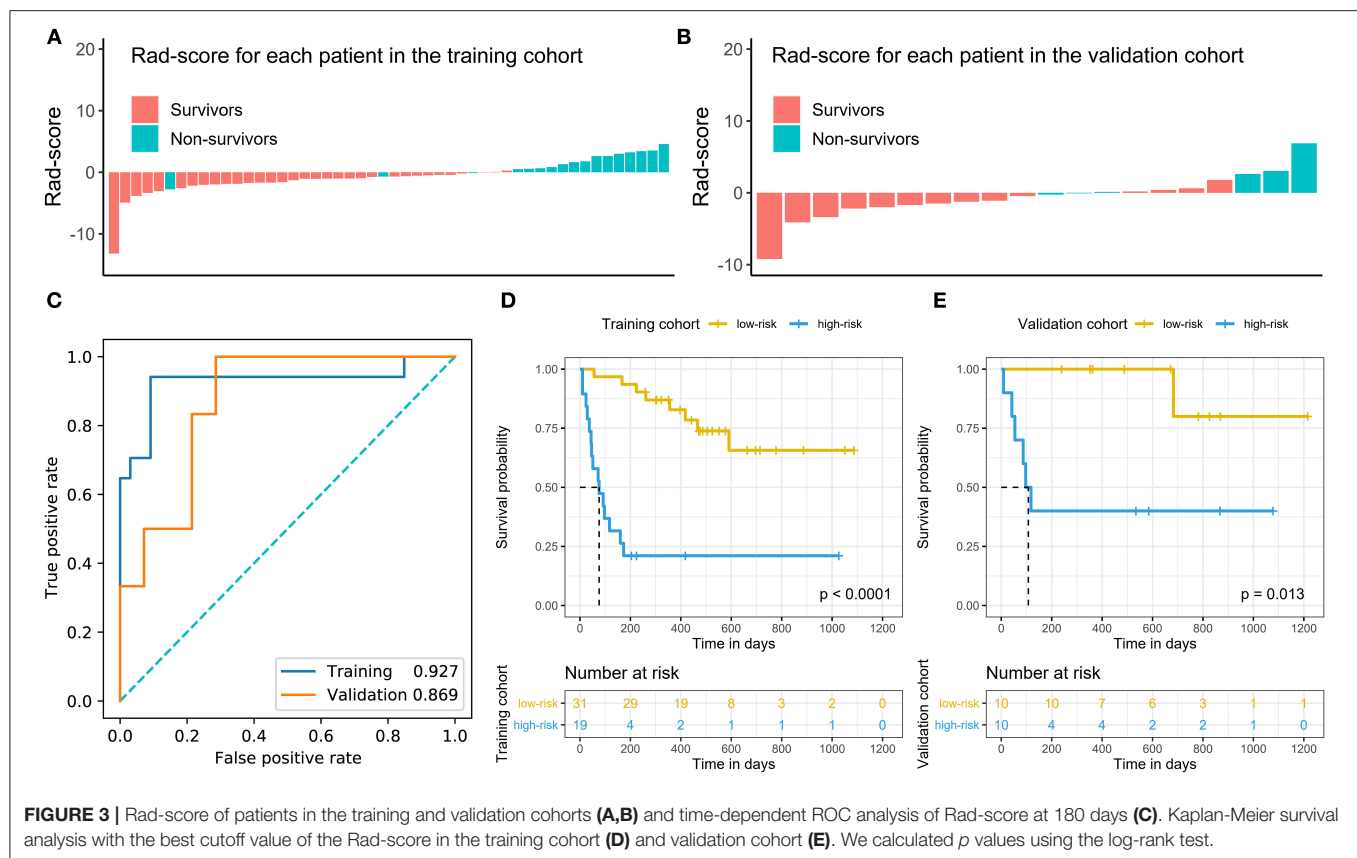 A
Rad-score for each patient in the training cohort
20
10
0
-10
Rad-score
Survivors
Non-survivors
B
Rad-score for each patient in the validation cohort
20
10
0
-10
Rad-score
Survivors
Non-survivors
C
True positive rate
1.0
0.8
0.6
0.4
0.2
0.0
Training 0.927
Validation 0.869
0.0 0.2 0.4 0.6 0.8 1.0
False positive rate
D
Training cohort low-risk high-risk
Survival probability
1.00
0.75
0.50
0.25
0.00
p < 0.0001
0 200 400 600 800 1000 1200
Time in days
Number at risk
Training cohort
low-risk 31 29 19 8 3 2 0
high-risk 19 4 2 1 1 1 0
0 200 400 600 800 1000 1200
Time in days
E
Validation cohort low-risk high-risk
Survival probability
1.00
0.75
0.50
0.25
0.00
p = 0.013
0 200 400 600 800 1000 1200
Time in days
Number at risk
Validation cohort
low-risk 10 10 7 6 3 1 1
high-risk 10 4 4 2 2 1 0
0 200 400 600 800 1000 1200
Time in days
FIGURE 3 | Rad-score of patients in the training and validation cohorts (A,B) and time-dependent ROC analysis of Rad-score at 180 days (C). Kaplan-Meier survival
analysis with the best cutoff value of the Rad-score in the training cohort (D) and validation cohort (E). We calculated p values using the log-rank test.